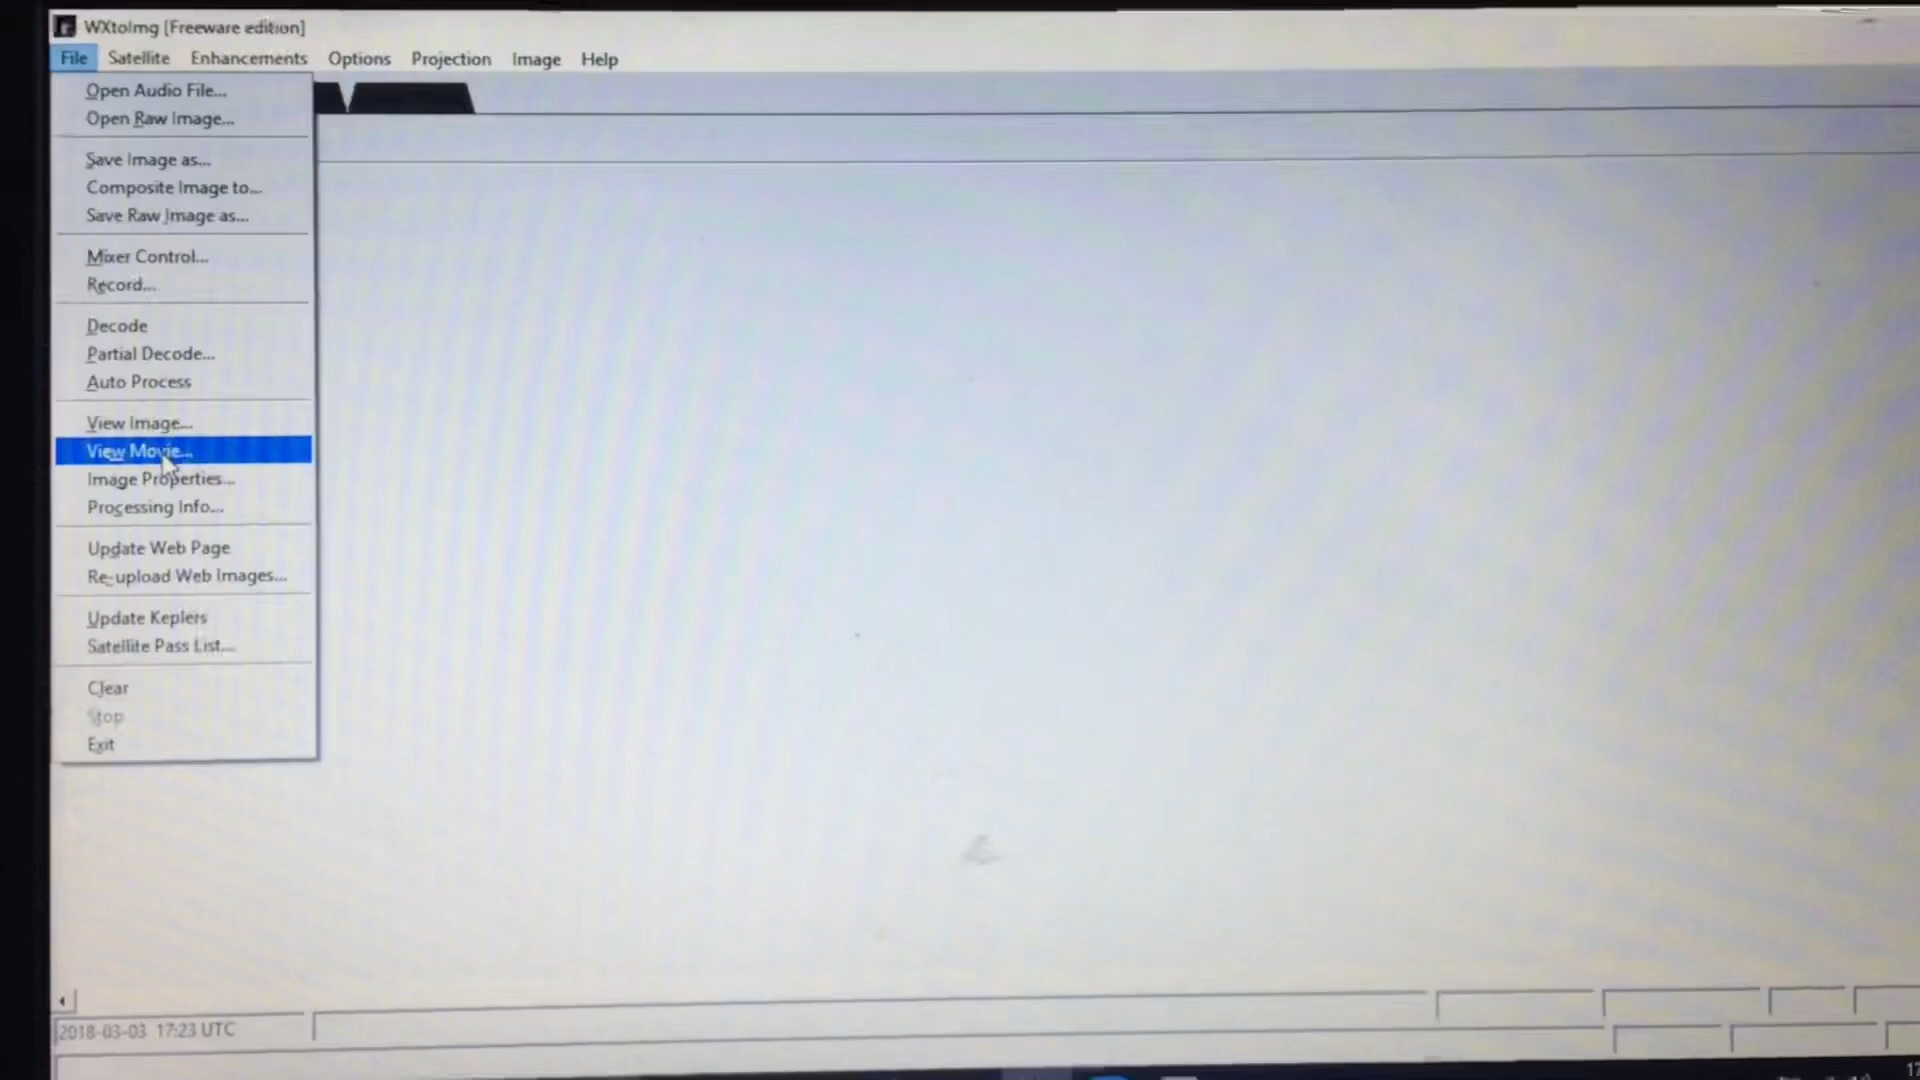 WXtoImg [Freeware edition]
File Satellite Enhancements Options Projection Image Help
Open Audio File...
Open Raw Image...
Save Image as...
Composite Image to...
Save Raw Image as...
Mixer Control...
Record...
Decode
Partial Decode...
Auto Process
View Image...
View Movie...
Image Properties...
Processing Info...
Update Web Page
Re-upload Web Images...
Update Keplers
Satellite Pass List...
Clear
Stop
Exit
2018-03-03 17:23 UTC